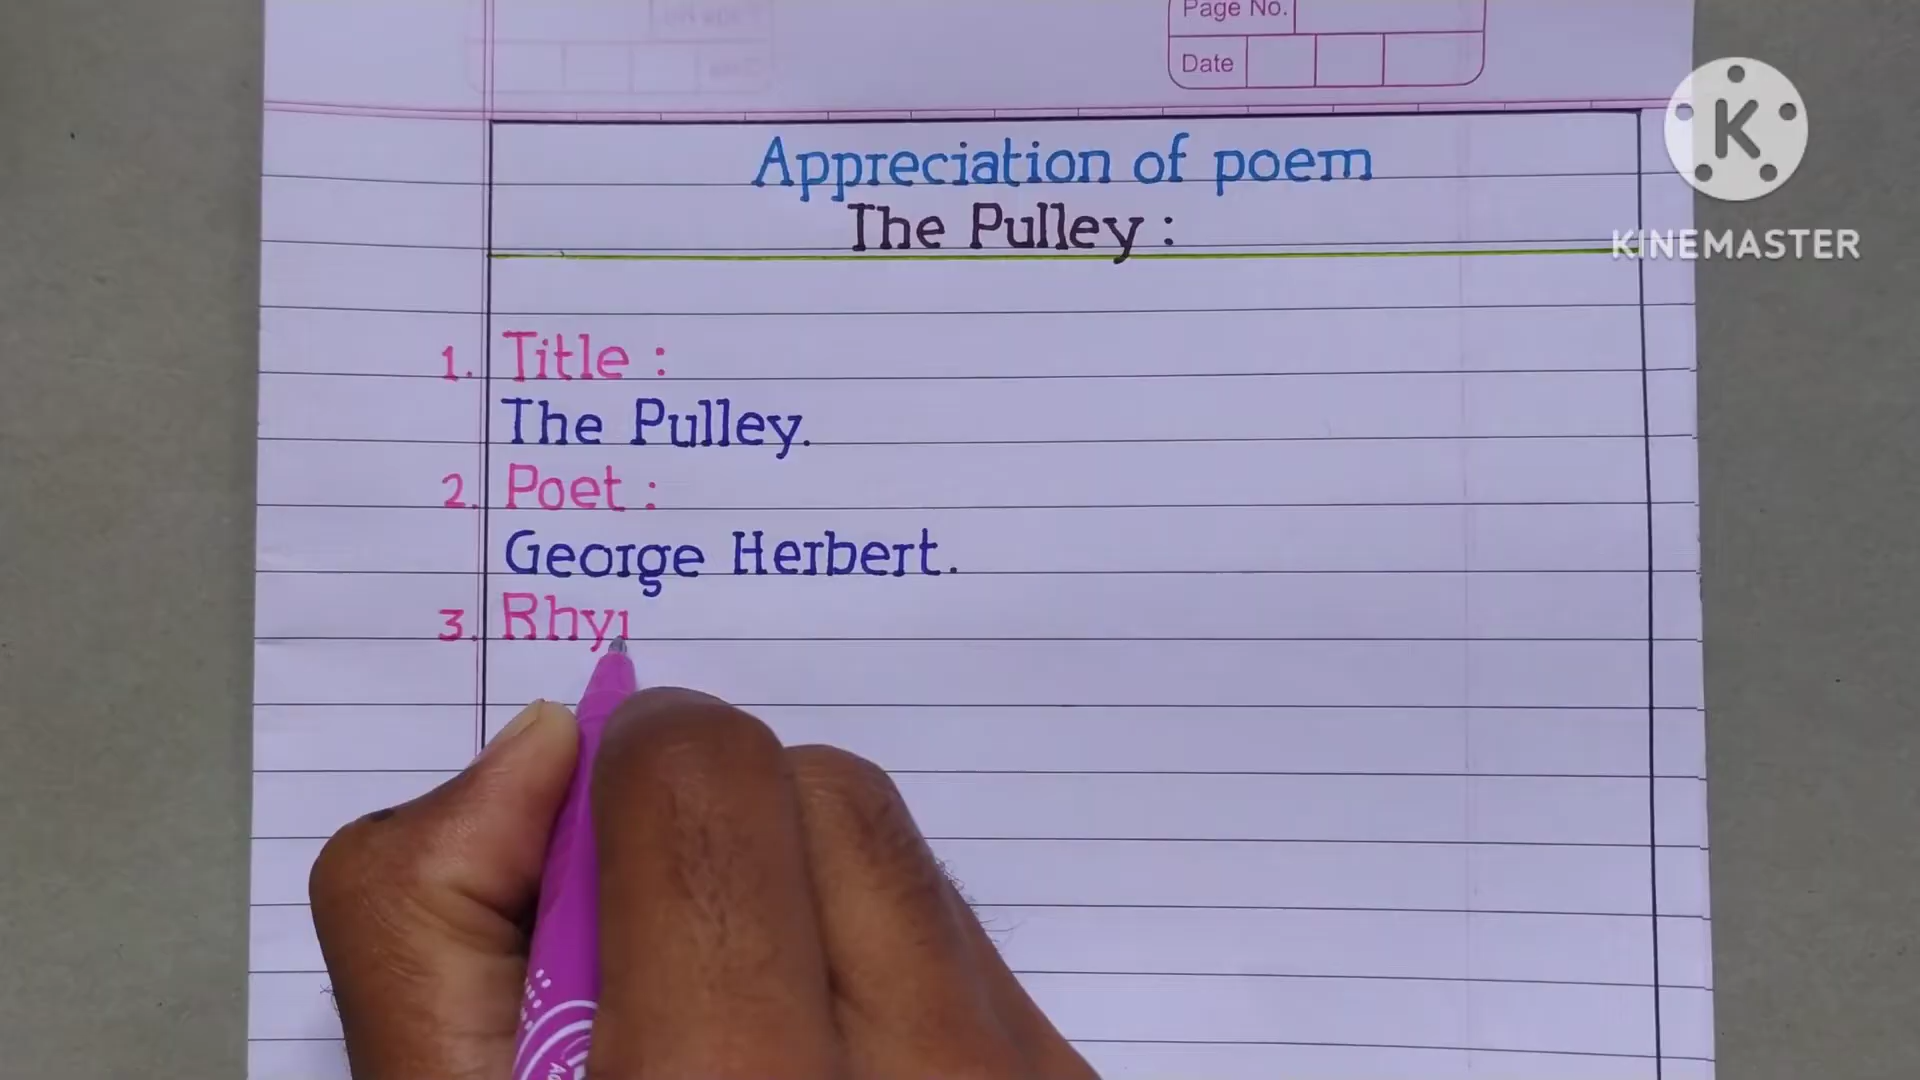 Page No.
Date
K
KINEMASTER
Appreciation of poem
The Pulley :
1. Title :
The Pulley.
2. Poet :
George Herbert.
3. Rhy